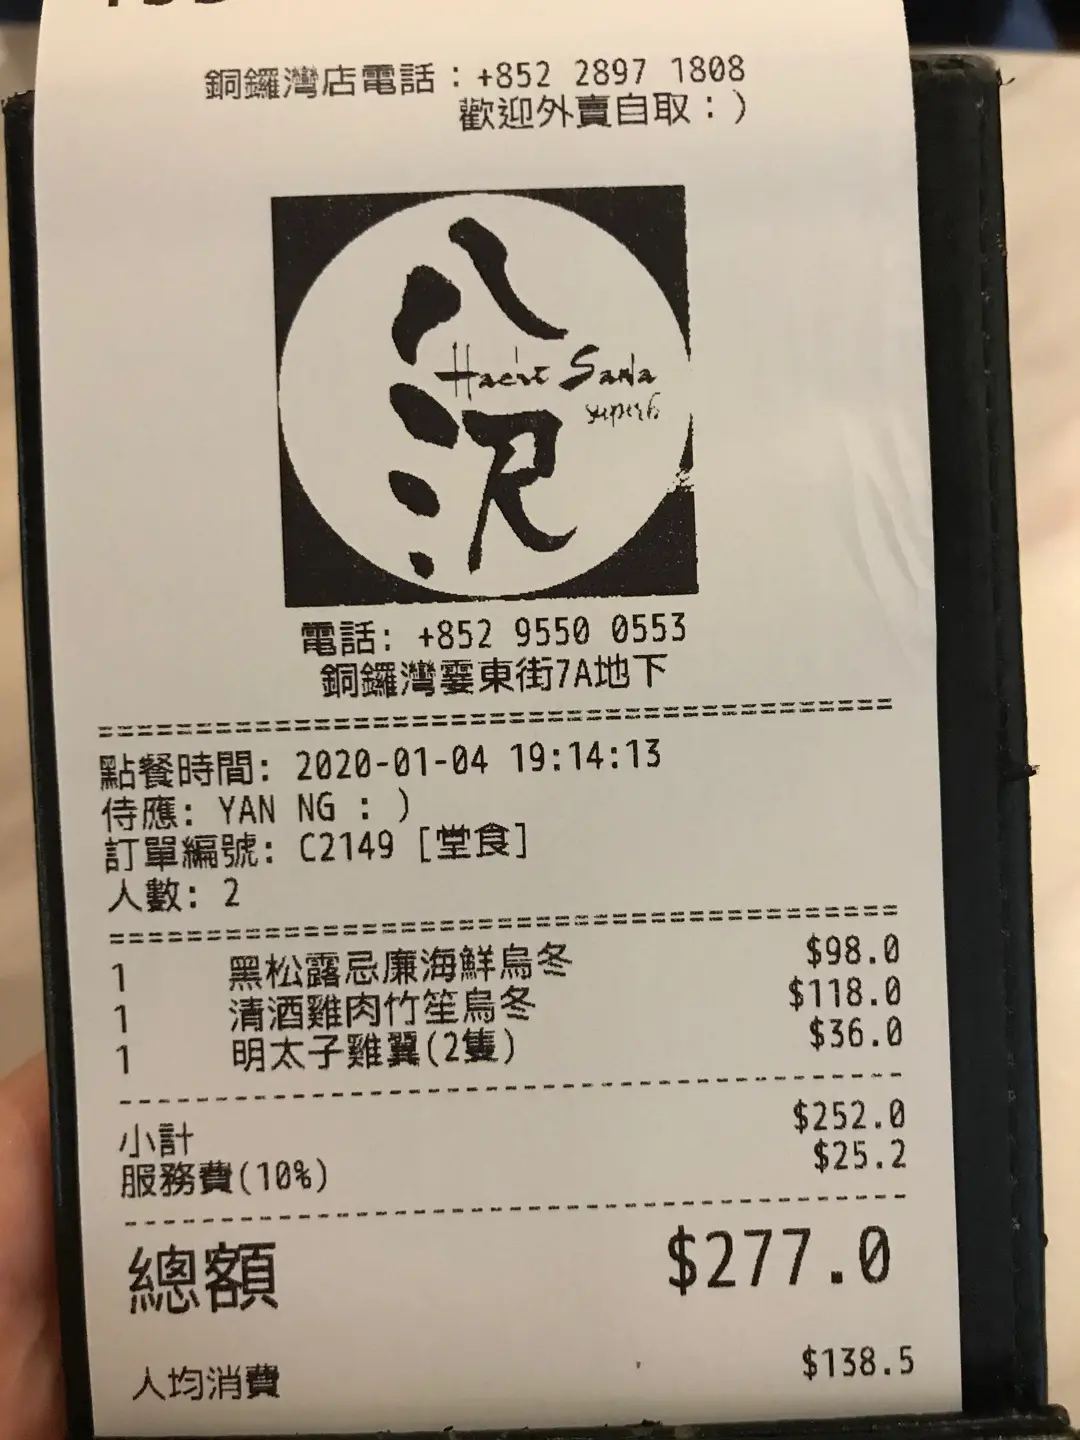 銅鑼灣店電話：+852 2897 1808
歡迎外賣自取：)
八沢
Superb
電話: +852 9550 0553
銅鑼灣霎東街7A地下
點餐時間: 2020-01-04 19:14:13
侍應: YAN NG : )
訂單編號: C2149 [堂食]
人數: 2
1 黑松露忌廉海鮮烏冬 $98.0
1 清酒雞肉竹笙烏冬 $118.0
1 明太子雞翼(2隻) $36.0
小計 $252.0
服務費(10%) $25.2
總額 $277.0
人均消費 $138.5